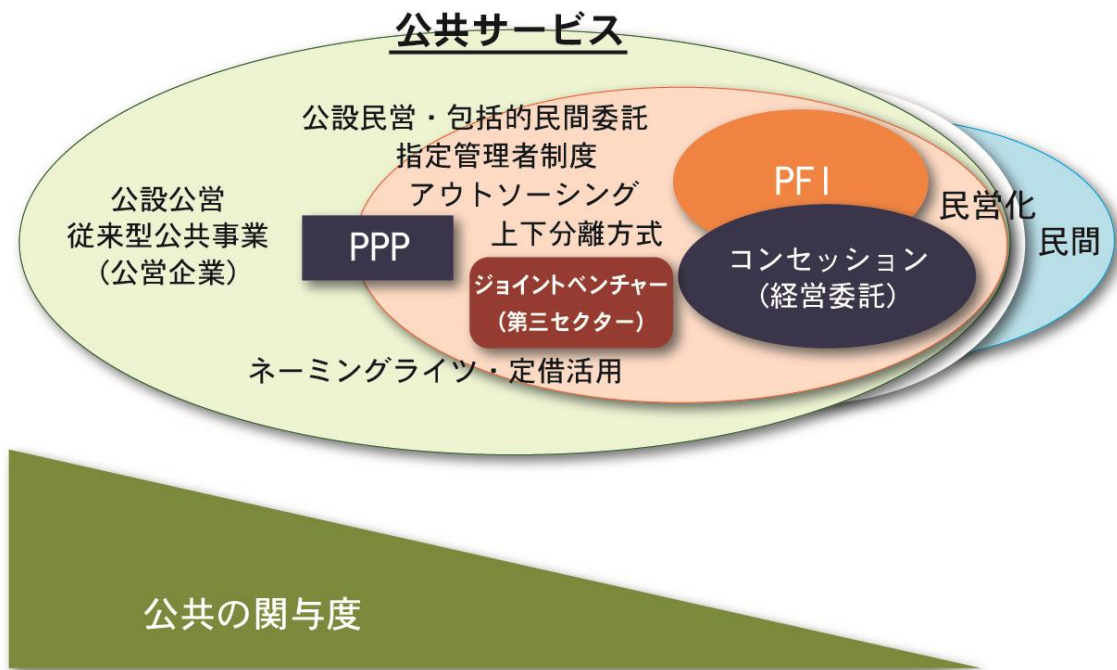 公共サービス
公設民営・包括的民間委託
指定管理者制度
アウトソーシング
上下分離方式
公設公営
従来型公共事業
（公営企業）
PPP
ジョイントベンチャー
（第三セクター）
PFI
コンセッション
（経営委託）
民営化
民間
ネーミングライツ・定借活用
公共の関与度